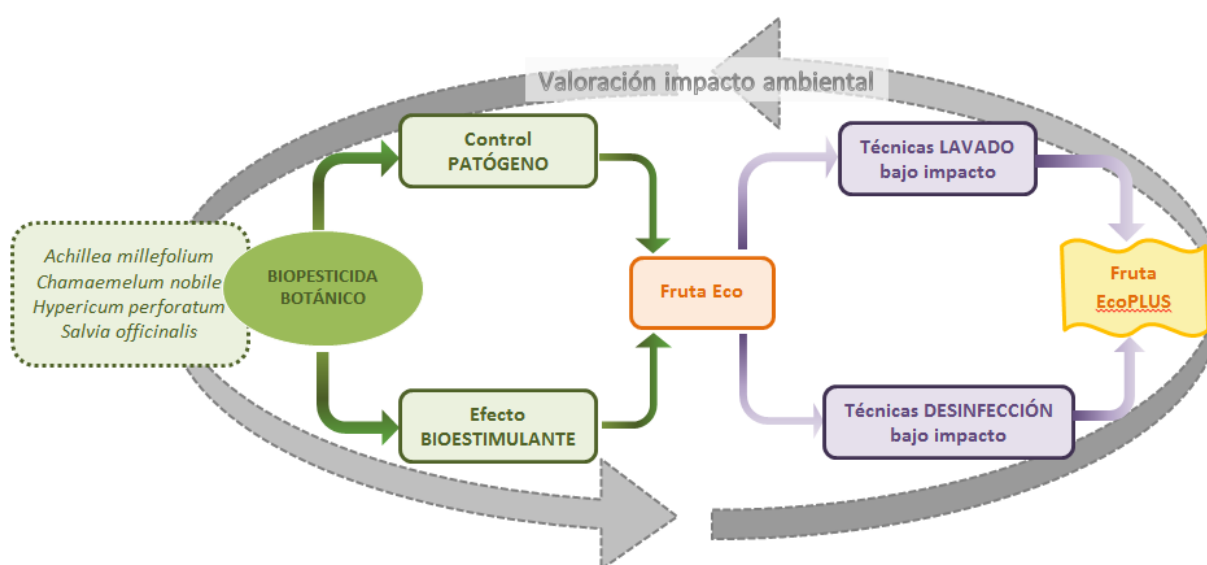 Valoración impacto ambiental
Control
PATÓGENO
Técnicas LAVADO
bajo impacto
Achillea millefolium
Chamaemelum nobile
Hypericum perforatum
Salvia officinalis
BIOPESTICIDA
BOTÁNICO
Fruta Eco
Fruta
EcoPLUS
Efecto
BIOESTIMULANTE
Técnicas DESINFECCIÓN
bajo impacto